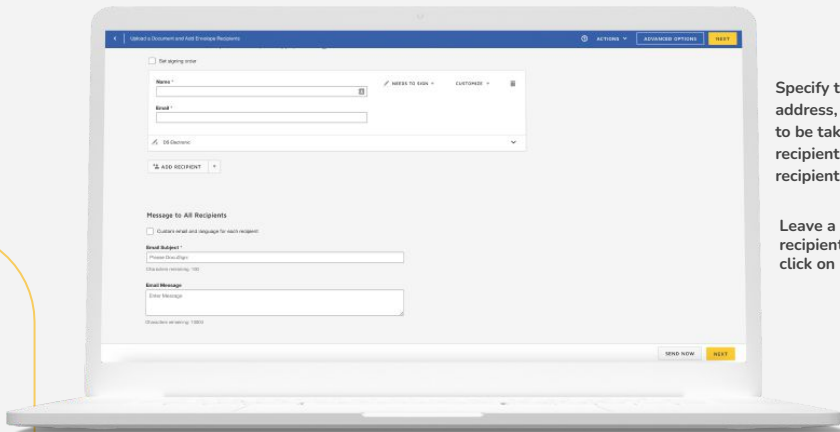 Upload a Document and Add Envelope Recipients
ACTIONS
ADVANCED OPTIONS
NEXT
Set signing order
Name *
NEEDS TO SIGN
CUSTOMIZE
Email *
DS Electronic
ADD RECIPIENT
Message to All Recipients
Custom email and language for each recipient
Email Subject *
Please DocuSign
Characters remaining: 100
Email Message
Enter Message
Characters remaining: 10000
SEND NOW
NEXT
Specify t
address,
to be tak
recipient
recipient
Leave a
recipient
click on